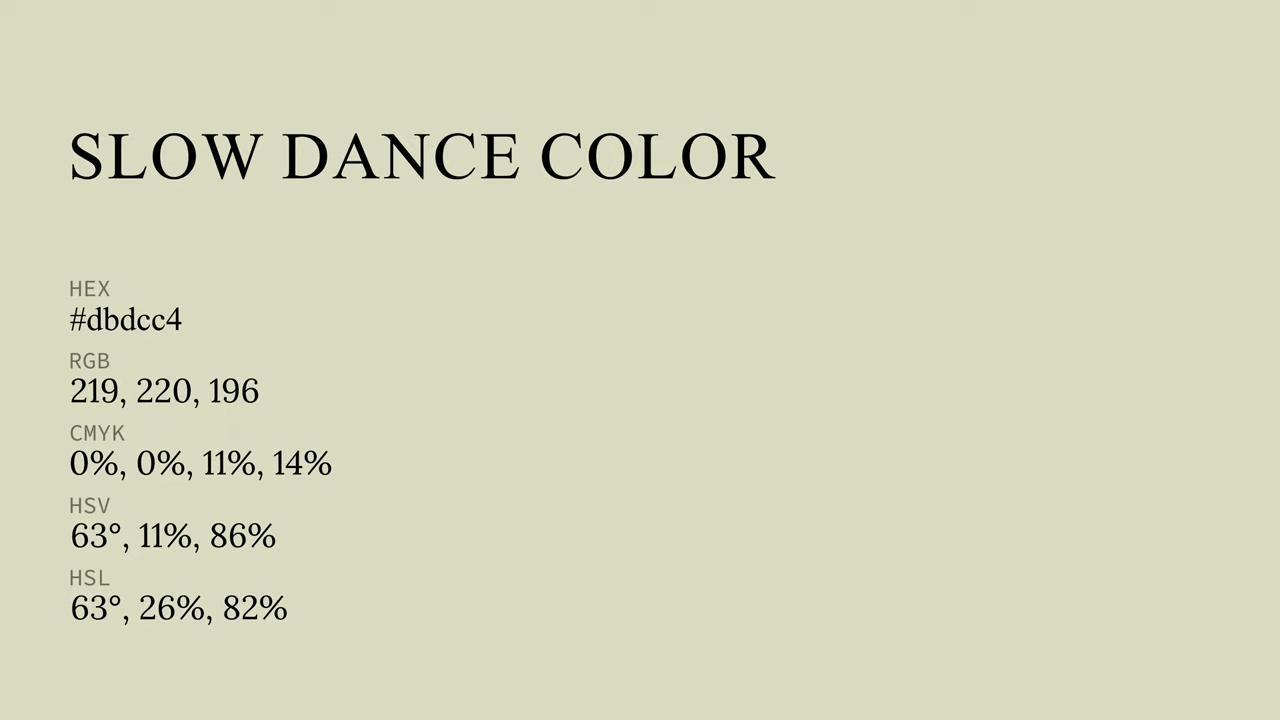 SLOW DANCE COLOR
HEX
#dbdcc4
RGB
219, 220, 196
CMYK
0%, 0%, 11%, 14%
HSV
63°, 11%, 86%
HSL
63°, 26%, 82%